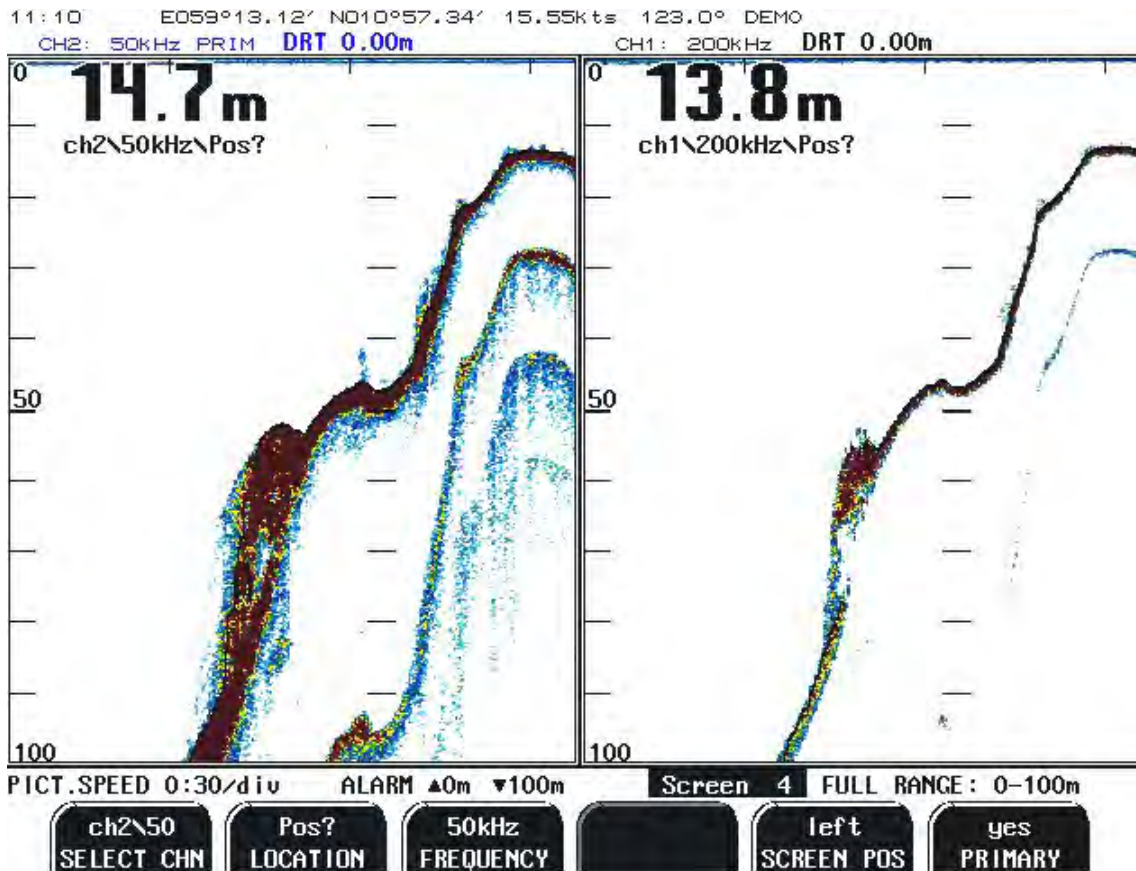 11:10 E059°13.12′ N010°57.34′ 15.55kts 123.0° DEMO
CH2: 50kHz PRIM DRT 0.00m CH1: 200kHz DRT 0.00m
0 14.7m
ch2\50kHz\Pos?
50
100
0 13.8m
ch1\200kHz\Pos?
50
100
PICT.SPEED 0:30/div ALARM ▲0m ▼100m Screen 4 FULL RANGE: 0-100m
ch2\50 Pos? 50kHz left yes
SELECT CHN LOCATION FREQUENCY SCREEN POS PRIMARY